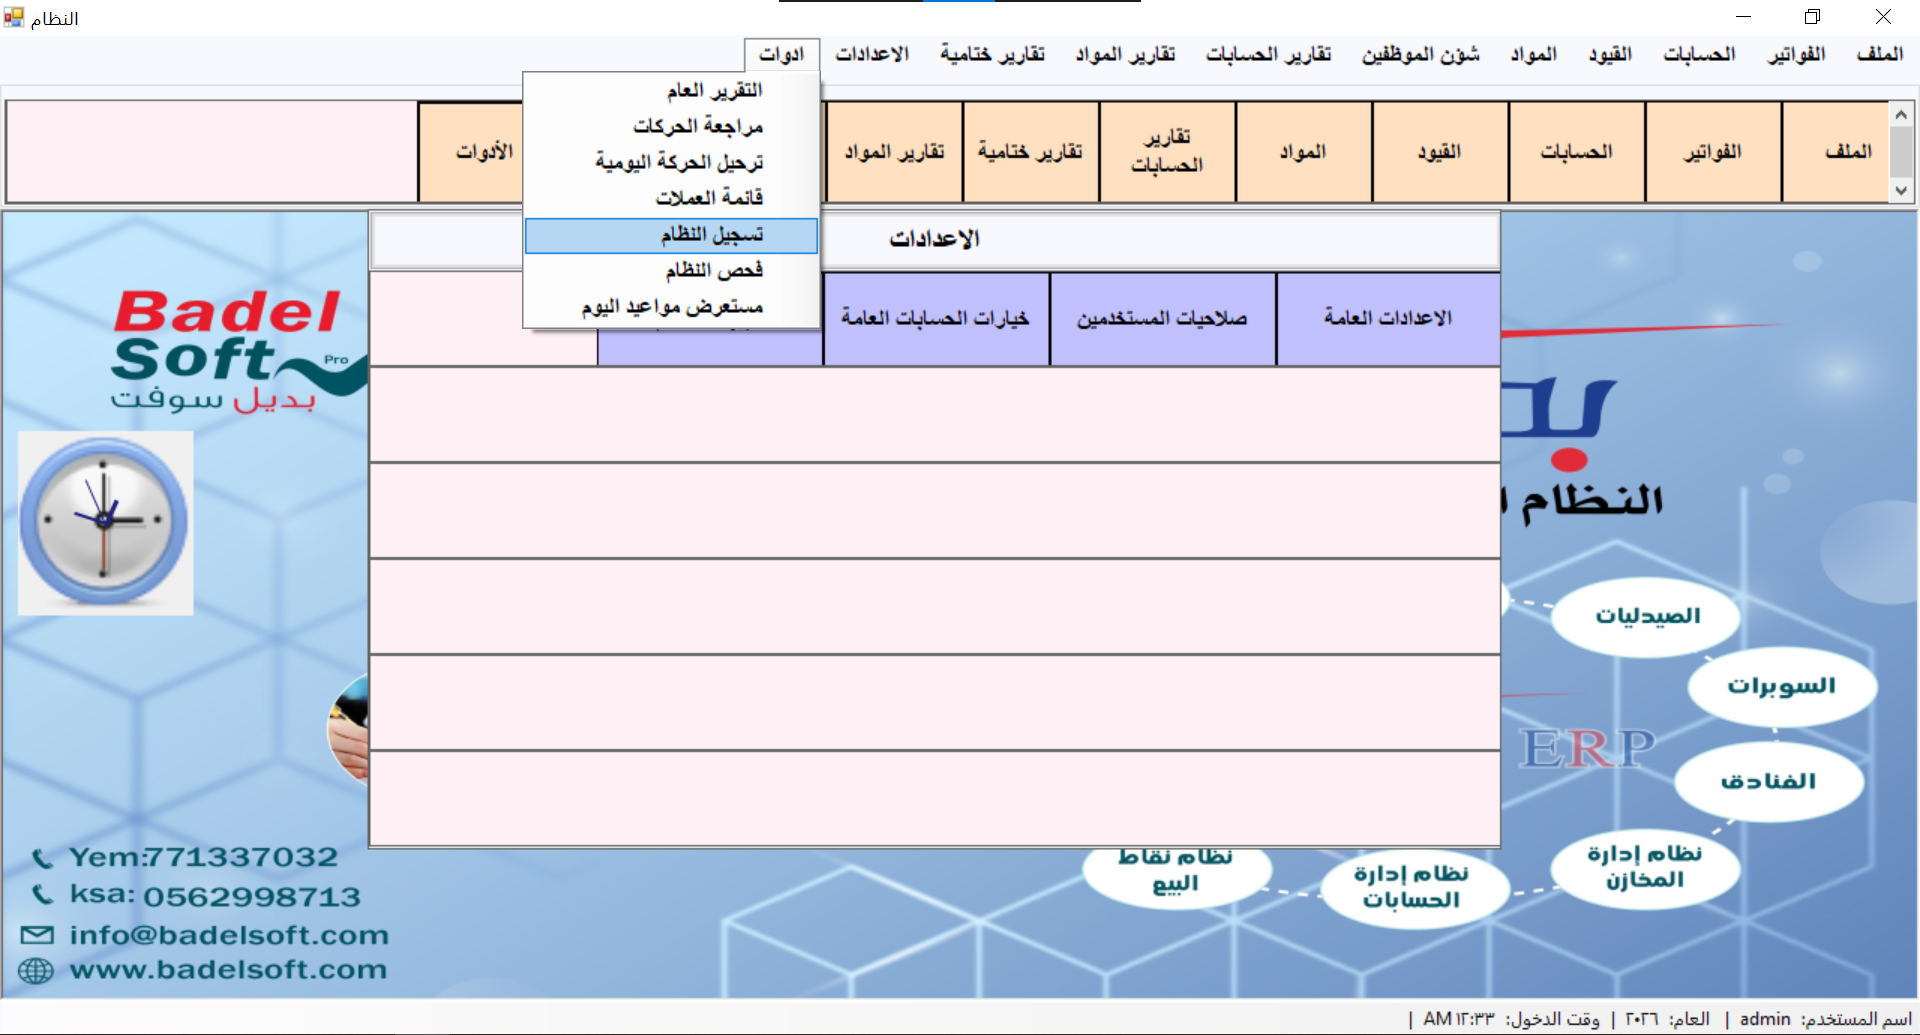 النظام
الملف
الفواتير
الحسابات
القيود
المواد
شؤن الموظفين
تقارير الحسابات
تقارير المواد
تقارير ختامية
الاعدادات
ادوات
التقرير العام
مراجعة الحركات
ترحيل الحركة اليومية
قائمة العملات
تسجيل النظام
فحص النظام
مستعرض مواعيد اليوم
الملف
الفواتير
الحسابات
القيود
المواد
تقارير
الحسابات
تقارير ختامية
تقارير المواد
الأدوات
الاعدادات
الاعدادات العامة
صلاحيات المستخدمين
خيارات الحسابات العامة
Badel
Soft Pro
بديل سوفت
النظام
الصيدليات
السوبرات
ERP
الفنادق
نظام إدارة
المخازن
نظام إدارة
الحسابات
نظام نقاط
البيع
Yem:771337032
ksa: 0562998713
info@badelsoft.com
www.badelsoft.com
اسم المستخدم: admin | العام: ٢٠٢٦ | وقت الدخول: ١٢:٣٣ AM |